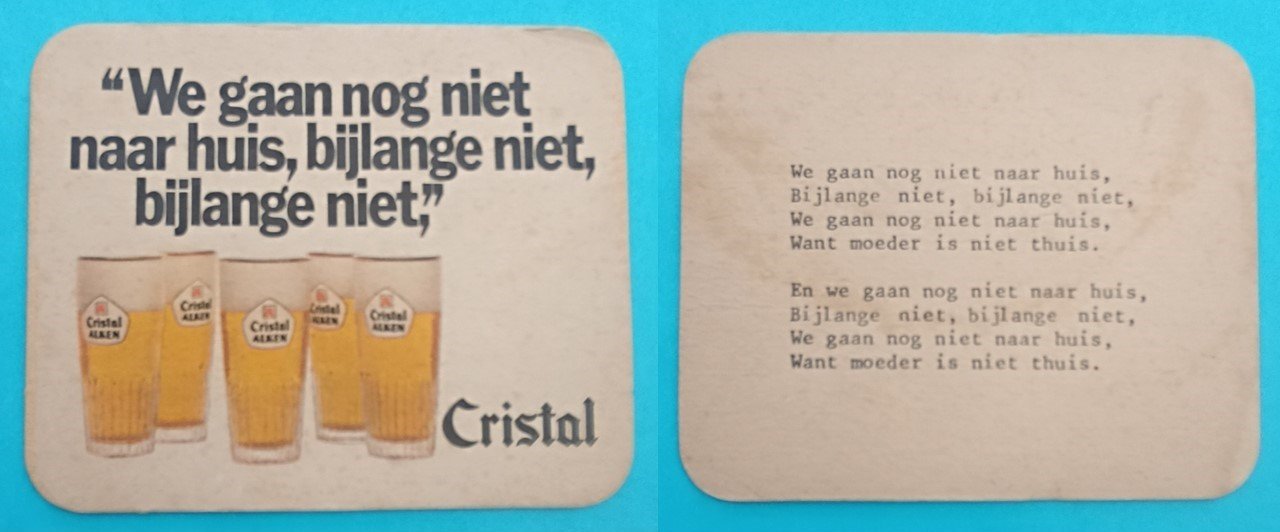 “We gaan nog niet
naar huis, bijlange niet,
bijlange niet,”
Cristal
ALKEN
Cristal
ALKEN
Cristal
ALKEN
Cristal
ALKEN
Cristal
ALKEN
Cristal
We gaan nog niet naar huis,
Bijlange niet, bijlange niet,
We gaan nog niet naar huis,
Want moeder is niet thuis.
En we gaan nog niet naar huis,
Bijlange niet, bijlange niet,
We gaan nog niet naar huis,
Want moeder is niet thuis.